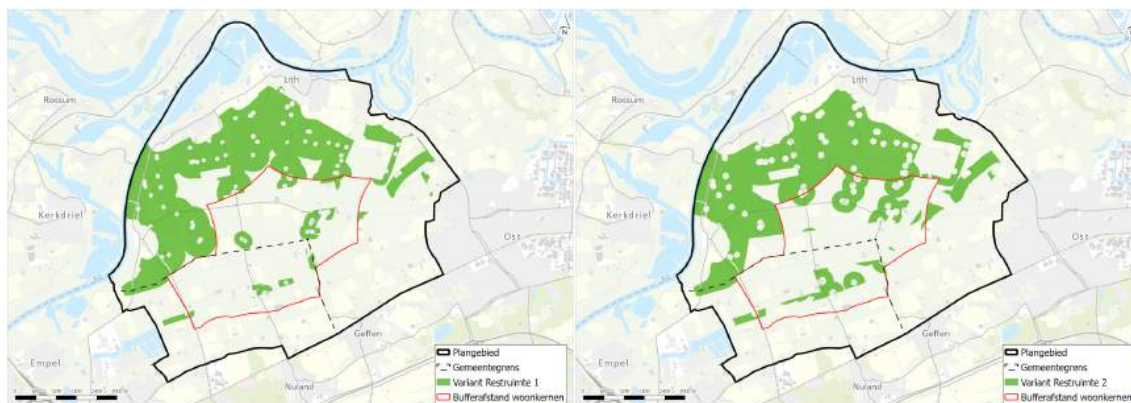 Lith
Rossum
Kerkdriel
Oss
Empel
Geffen
Nuland
Plangebied
Gemeentegrens
Variant Restruimte 1
Bufferafstand woonkernen
Lith
Rossum
Kerkdriel
Oss
Empel
Geffen
Nuland
Plangebied
Gemeentegrens
Variant Restruimte 2
Bufferafstand woonkernen